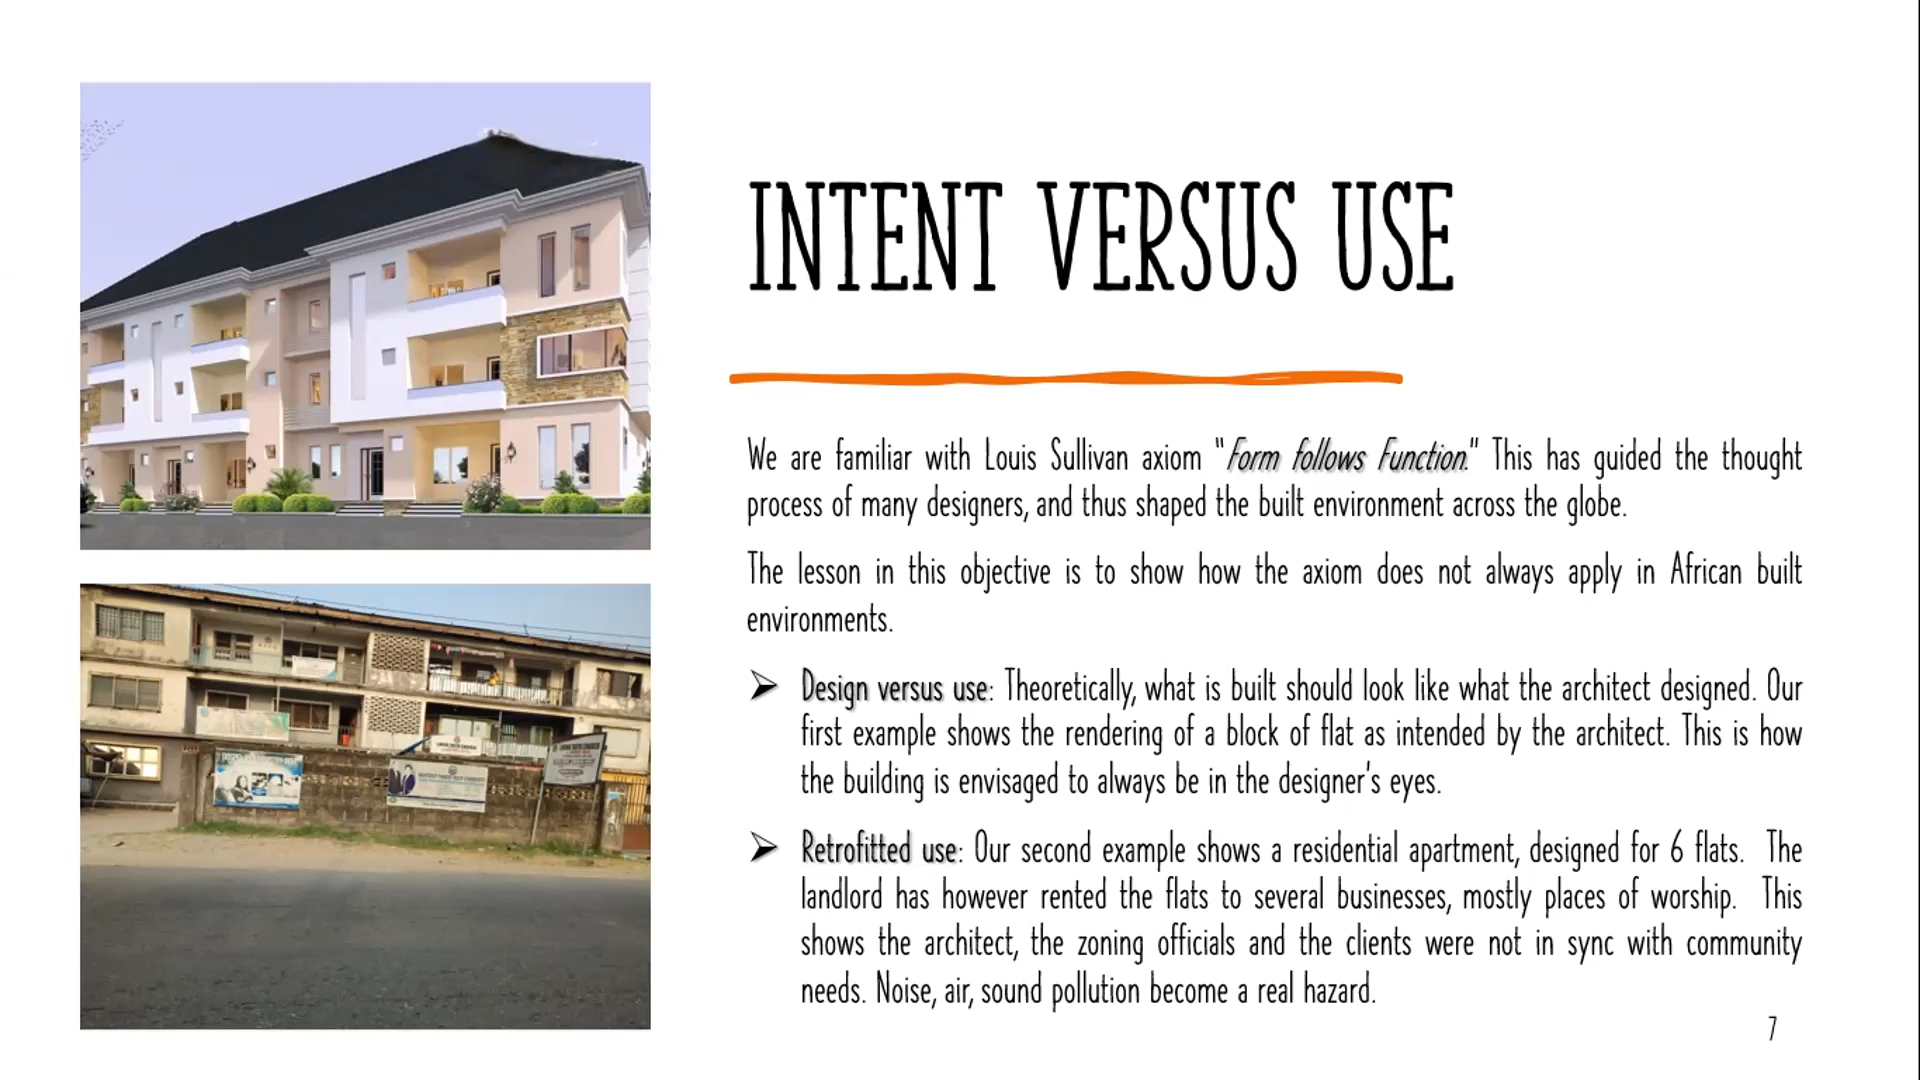 INTENT VERSUS USE
We are familiar with Louis Sullivan axiom "Form follows Function." This has guided the thought
process of many designers, and thus shaped the built environment across the globe.
The lesson in this objective is to show how the axiom does not always apply in African built
environments.
Design versus use: Theoretically, what is built should look like what the architect designed. Our
first example shows the rendering of a block of flat as intended by the architect. This is how
the building is envisaged to always be in the designer's eyes.
Retrofitted use: Our second example shows a residential apartment, designed for 6 flats. The
landlord has however rented the flats to several businesses, mostly places of worship. This
shows the architect, the zoning officials and the clients were not in sync with community
needs. Noise, air, sound pollution become a real hazard.
7